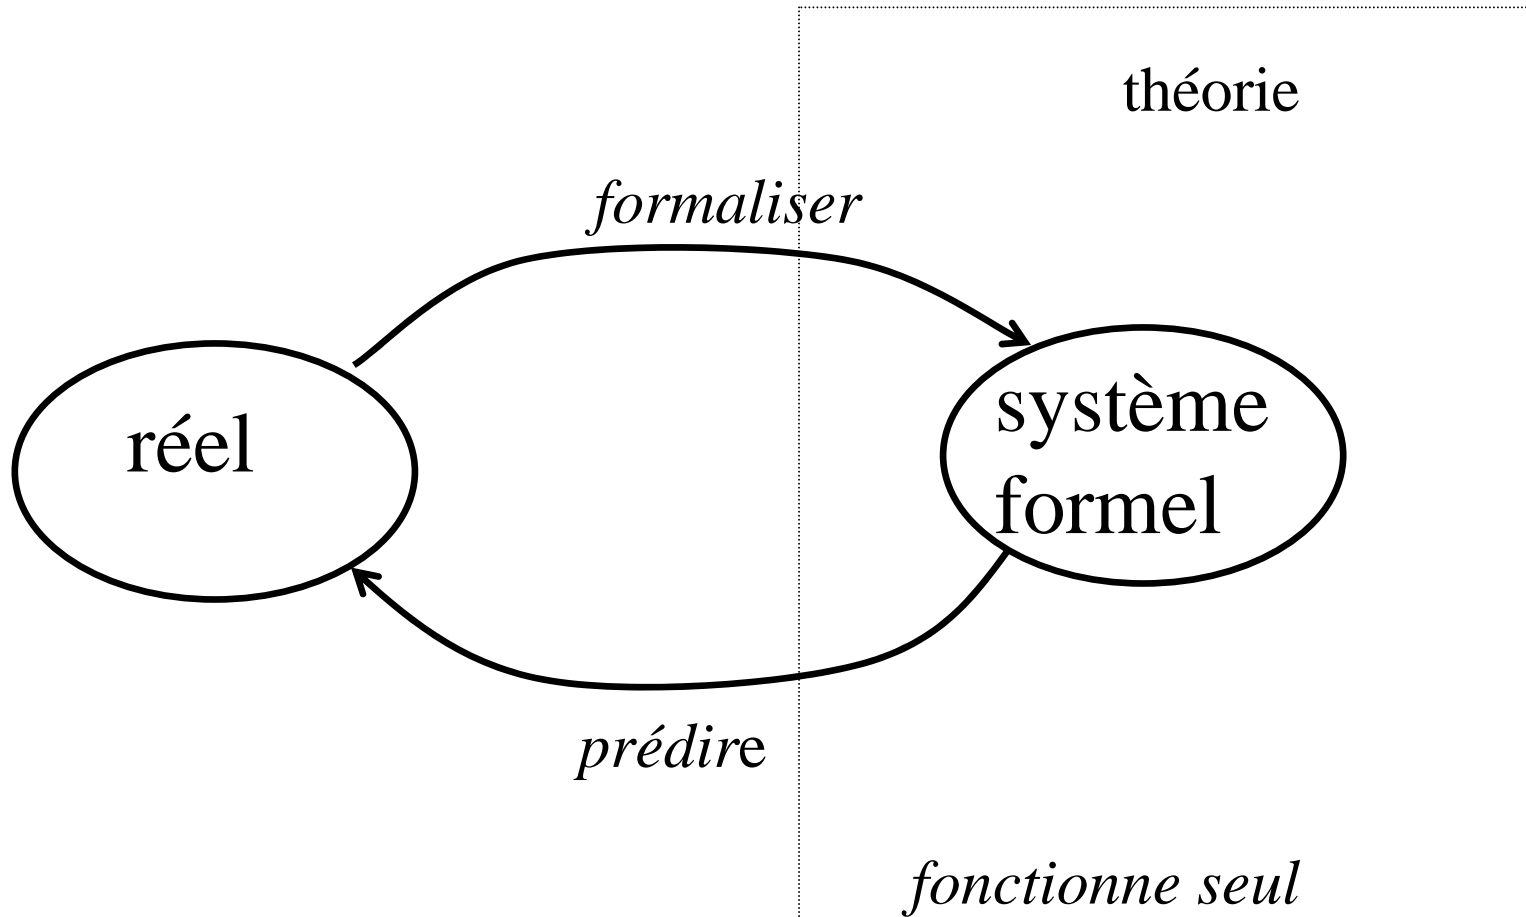 théorie
formaliser
réel
système
formel
prédire
fonctionne seul